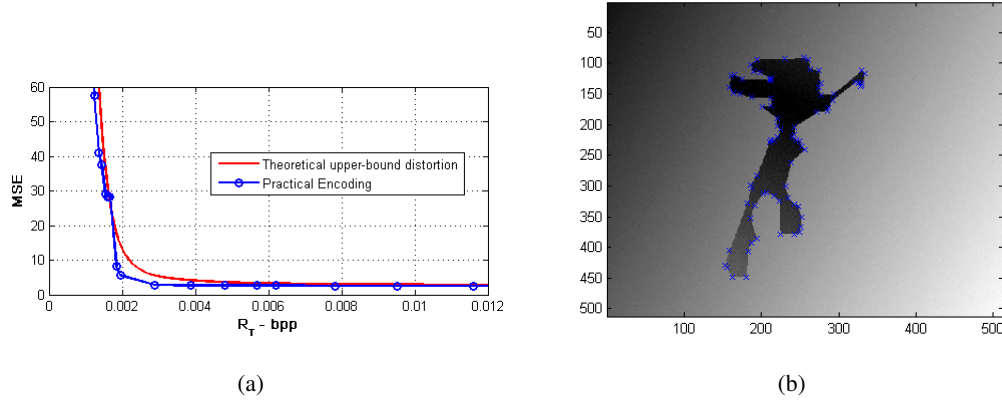 60
50
40
30
20
10
0
MSE
Theoretical upper-bound distortion
Practical Encoding
0 0.002 0.004 0.006 0.008 0.01 0.012
R_T - bpp
(a)
50
100
150
200
250
300
350
400
450
500
100 200 300 400 500
(b)